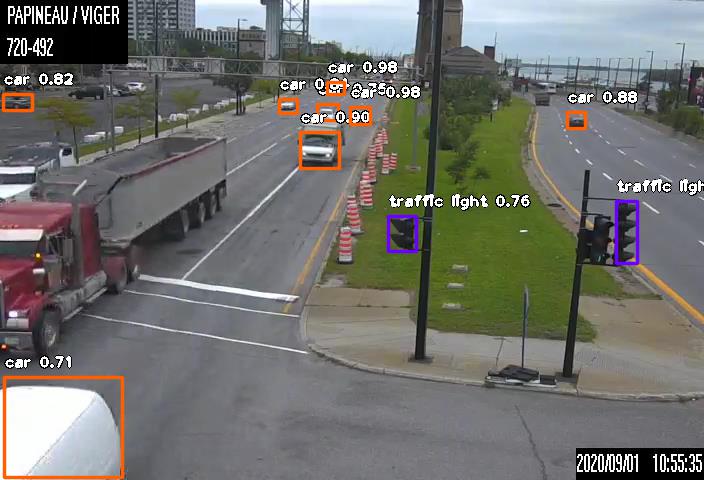 PAPINEAU / VIGER
720-492
car 0.98
car 0.82
car 0.98
car 0.88
car 0.90
traffic light 0.76
car 0.71
2020/09/01 10:55:35